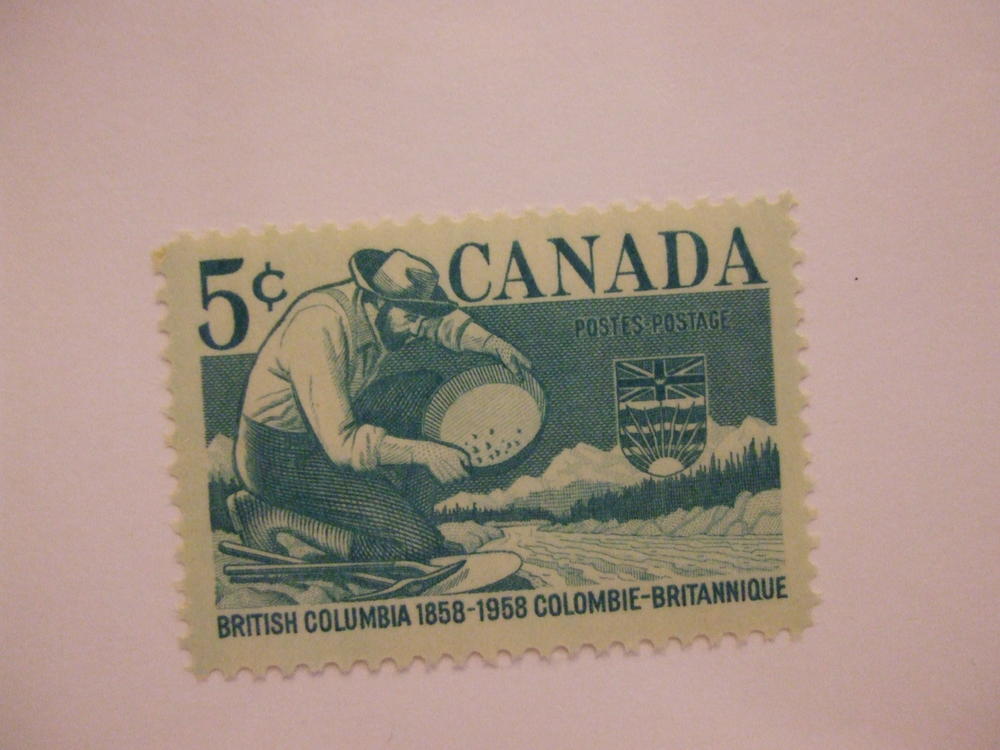 5¢ CANADA
POSTES-POSTAGE
BRITISH COLUMBIA 1858-1958 COLOMBIE-BRITANNIQUE